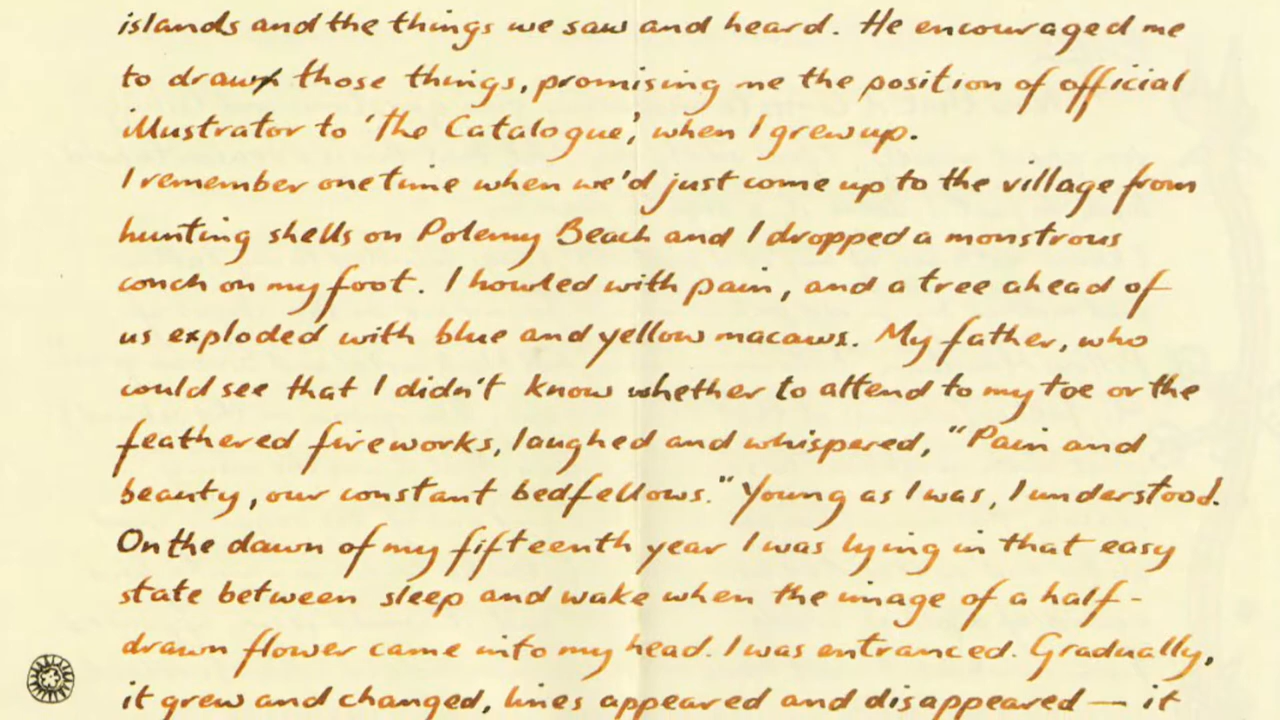 islands and the things we saw and heard. He encouraged me
to draw those things, promising me the position of official
illustrator to 'The Catalogue', when I grew up.
I remember one time when we'd just come up to the village from
hunting shells on Polemy Beach and I dropped a monstrous
conch on my foot. I howled with pain, and a tree ahead of
us exploded with blue and yellow macaws. My father, who
could see that I didn't know whether to attend to my toe or the
feathered fireworks, laughed and whispered, "Pain and
beauty, our constant bedfellows." Young as I was, I understood.
On the dawn of my fifteenth year I was lying in that easy
state between sleep and wake when the image of a half-
drawn flower came into my head. I was entranced. Gradually,
it grew and changed, lines appeared and disappeared — it